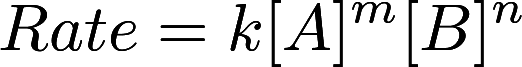 Rate = k[A]^m[B]^n